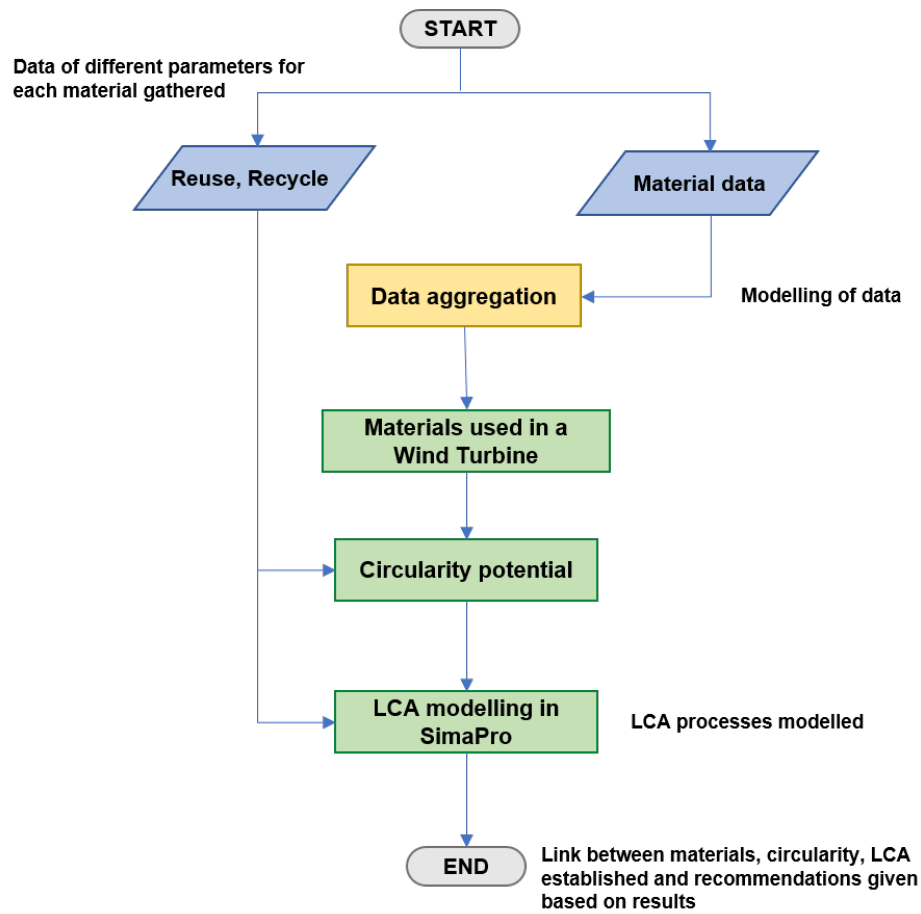 START
Data of different parameters for
each material gathered
Reuse, Recycle
Material data
Data aggregation
Modelling of data
Materials used in a
Wind Turbine
Circularity potential
LCA modelling in
SimaPro
LCA processes modelled
END
Link between materials, circularity, LCA
established and recommendations given
based on results